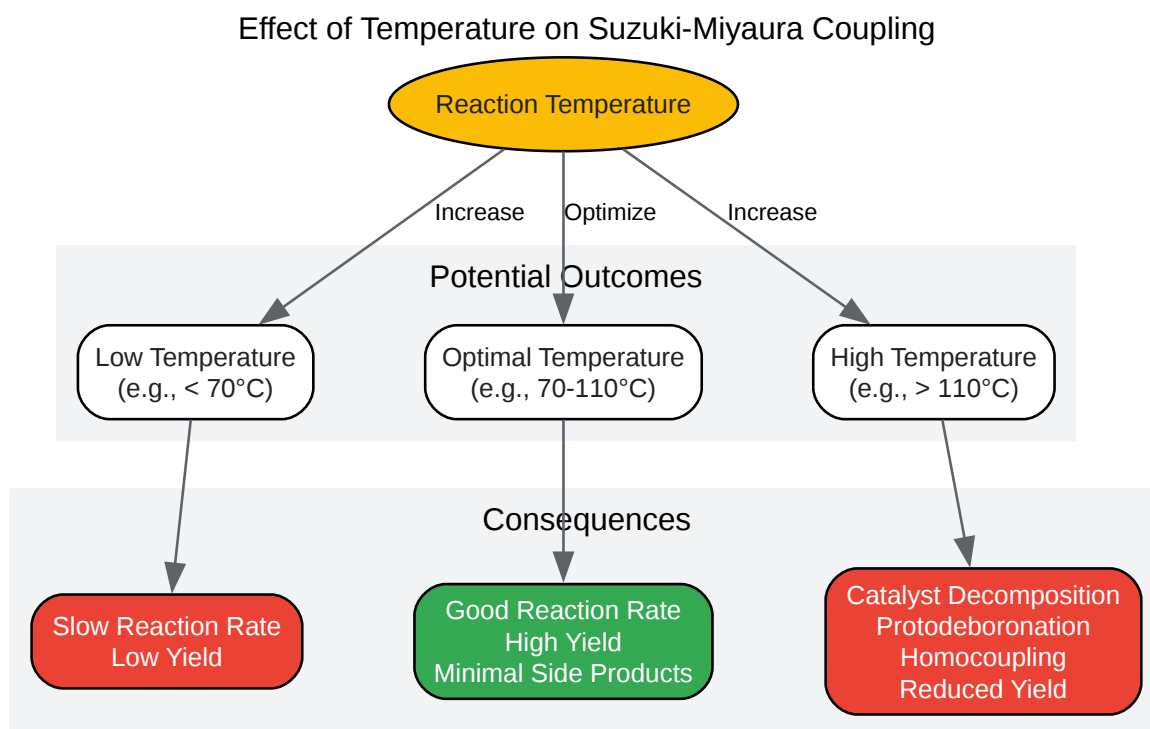 Effect of Temperature on Suzuki-Miyaura Coupling
Reaction Temperature
Increase
Optimize
Increase
Potential Outcomes
Low Temperature
(e.g., < 70°C)
Optimal Temperature
(e.g., 70-110°C)
High Temperature
(e.g., > 110°C)
Consequences
Slow Reaction Rate
Low Yield
Good Reaction Rate
High Yield
Minimal Side Products
Catalyst Decomposition
Protodeboronation
Homocoupling
Reduced Yield